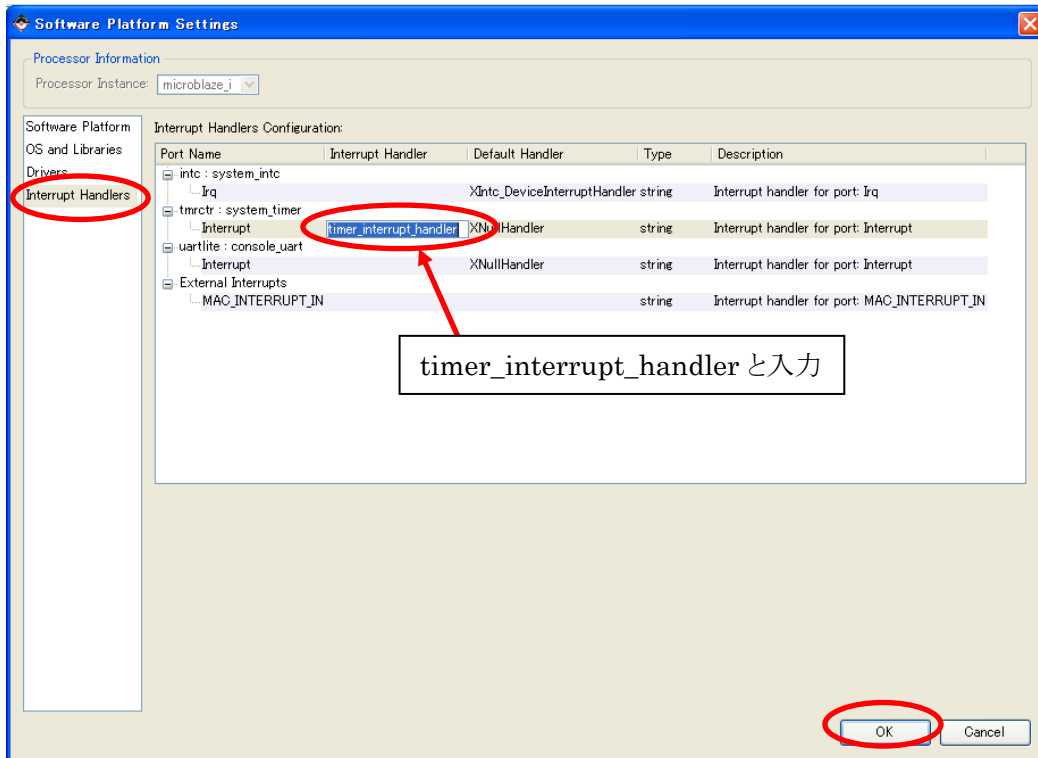 Software Platform Settings
Processor Information
Processor Instance: microblaze_i
Software Platform
OS and Libraries
Drivers
Interrupt Handlers
Interrupt Handlers Configuration:
Port Name Interrupt Handler Default Handler Type Description
intc : system_intc
Irq XIntc_DeviceInterruptHandler string Interrupt handler for port: Irq
tmrctr : system_timer
Interrupt timer_interrupt_handler XNullHandler string Interrupt handler for port: Interrupt
uartlite : console_uart
Interrupt XNullHandler string Interrupt handler for port: Interrupt
External Interrupts
MAC_INTERRUPT_IN string Interrupt handler for port: MAC_INTERRUPT_IN
timer_interrupt_handler と入力
OK Cancel